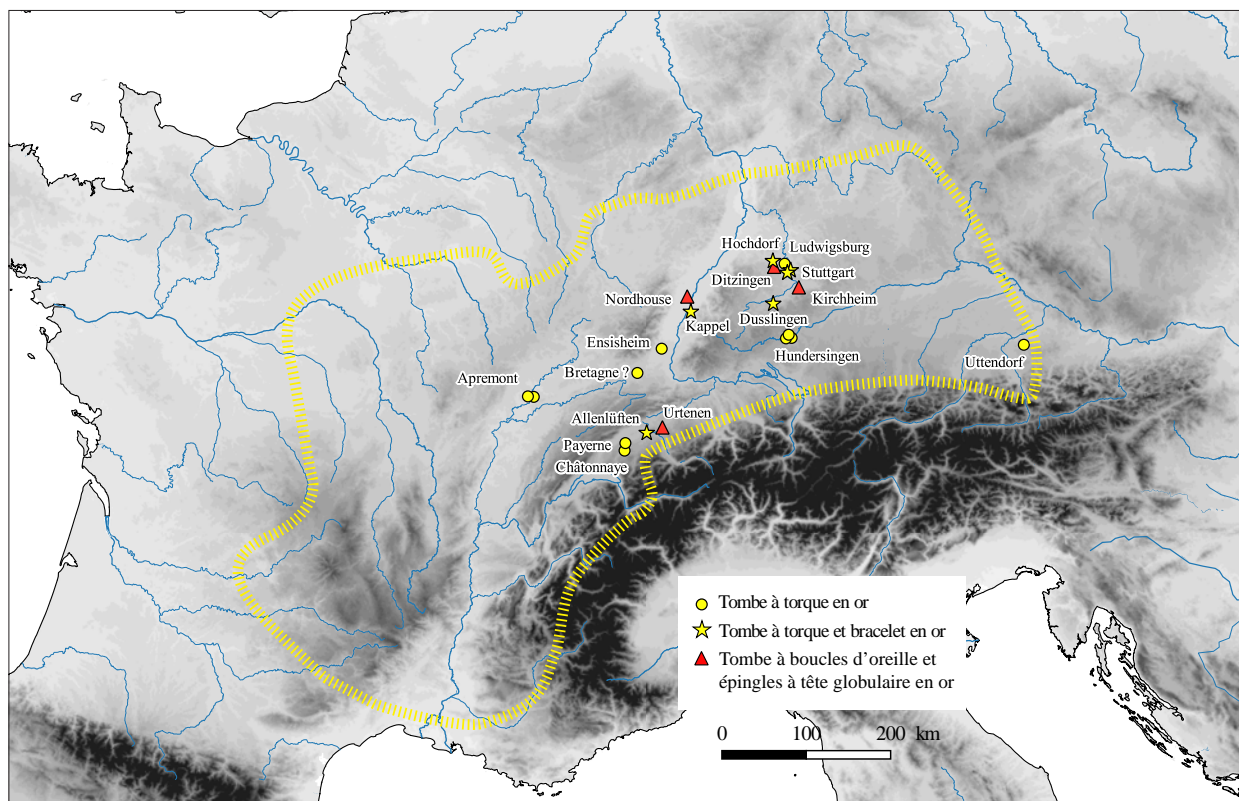 Hochdorf
Ludwigsburg
Ditzingen
Stuttgart
Nordhouse
Kirchheim
Kappel
Dusslingen
Ensisheim
Hundersingen
Uttendorf
Bretagne ?
Apremont
Allenlüften
Urtenen
Payerne
Châtonnaye
Tombe à torque en or
Tombe à torque et bracelet en or
Tombe à boucles d'oreille et
épingles à tête globulaire en or
0 100 200 km